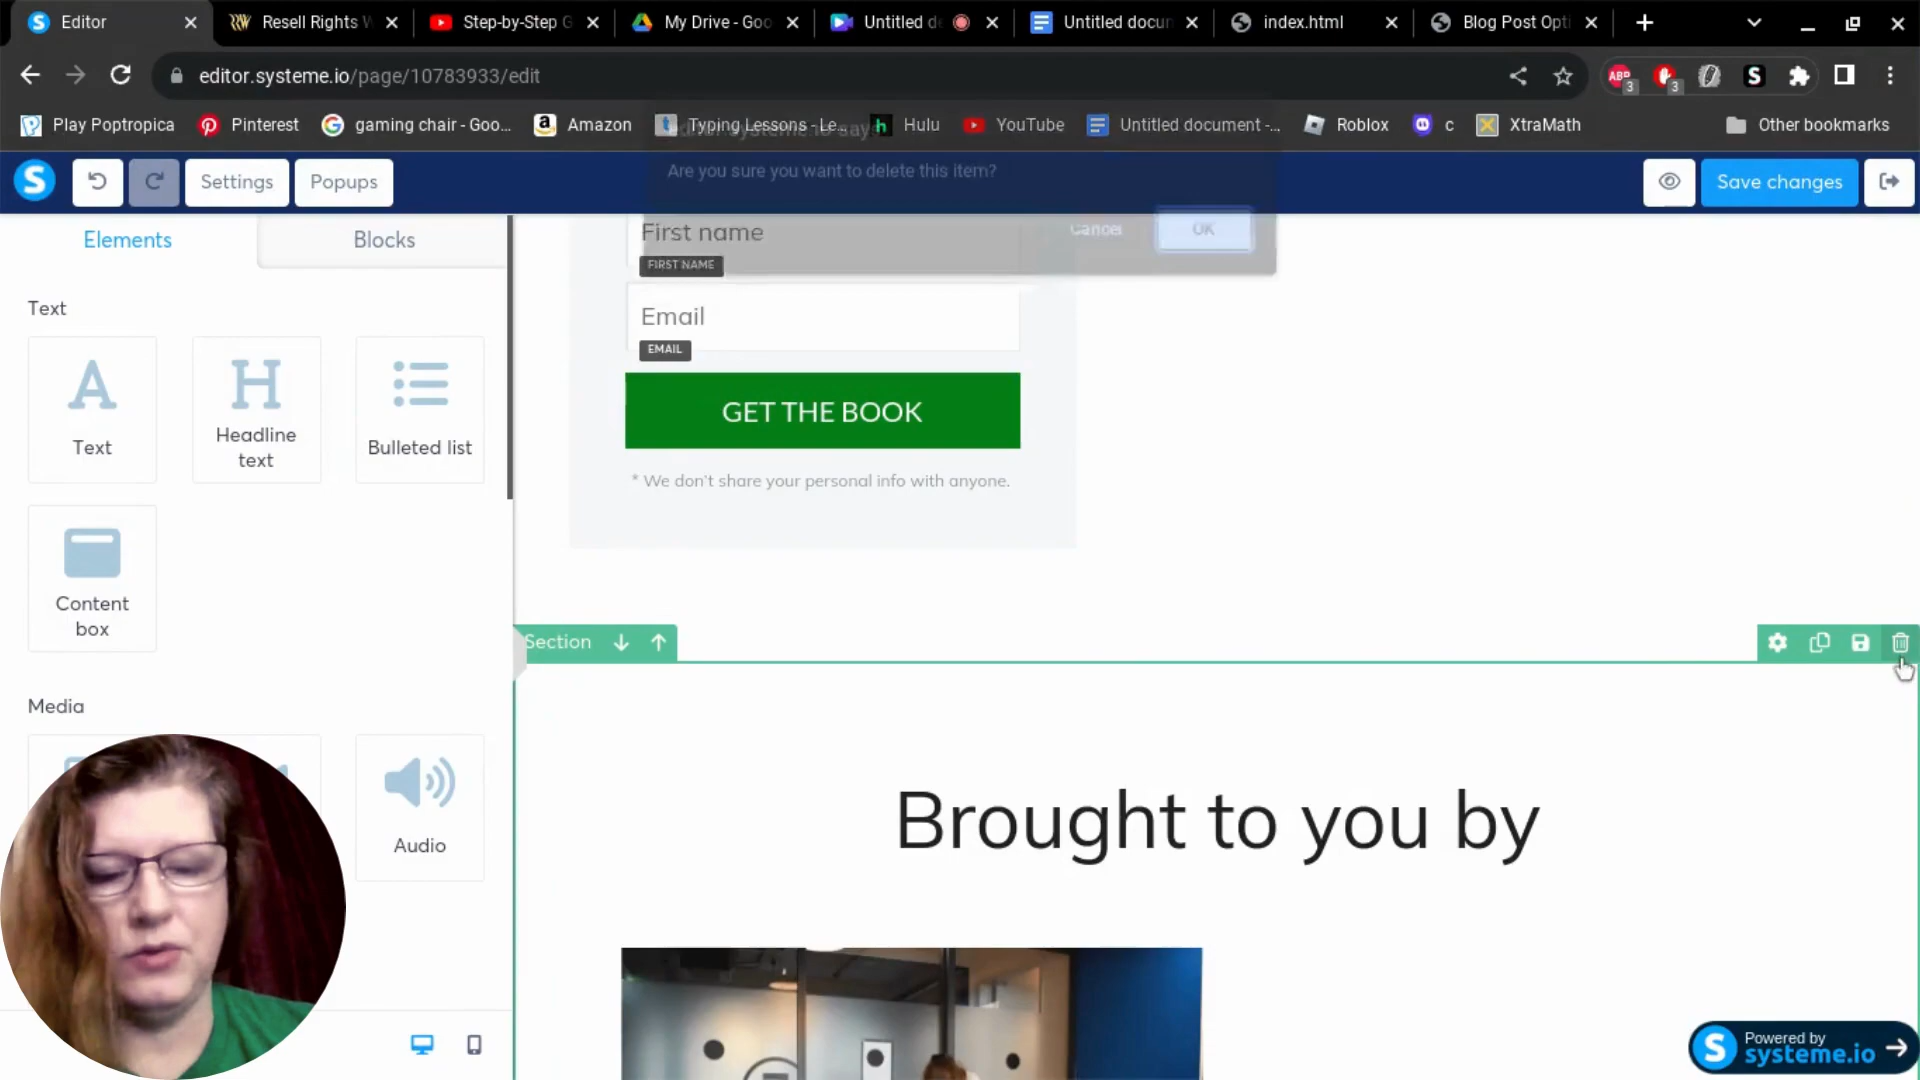 Editor
Resell Rights W
Step-by-Step G
My Drive - Goo
Untitled d
Untitled docun
index.html
Blog Post Opti
editor.systeme.io/page/10783933/edit
ABP
3
3
S
Play Poptropica
Pinterest
gaming chair - Goo...
Amazon
Typing Lessons - Le
Hulu
YouTube
Untitled document -...
Roblox
c
XtraMath
Other bookmarks
Are you sure you want to delete this item?
Cancel
OK
S
Settings
Popups
Save changes
Elements
Blocks
Text
A
Text
H
Headline
text
Bulleted list
Content
box
Media
Audio
First name
FIRST NAME
Email
EMAIL
GET THE BOOK
* We don't share your personal info with anyone.
Section
Brought to you by
S
Powered by
systeme.io